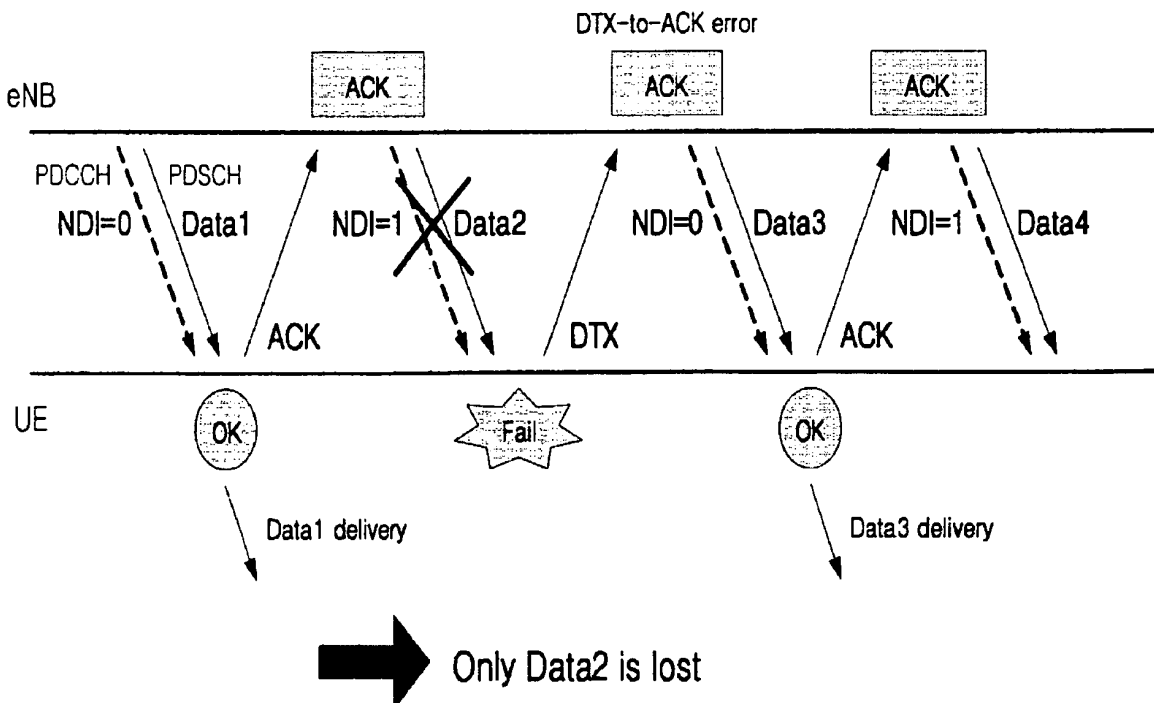 DTX-to-ACK error
ACK
ACK
ACK
eNB
PDCCH
PDSCH
NDI=0
Data1
NDI=1
Data2
NDI=0
Data3
NDI=1
Data4
ACK
DTX
ACK
UE
OK
Fail
OK
Data1 delivery
Data3 delivery
Only Data2 is lost